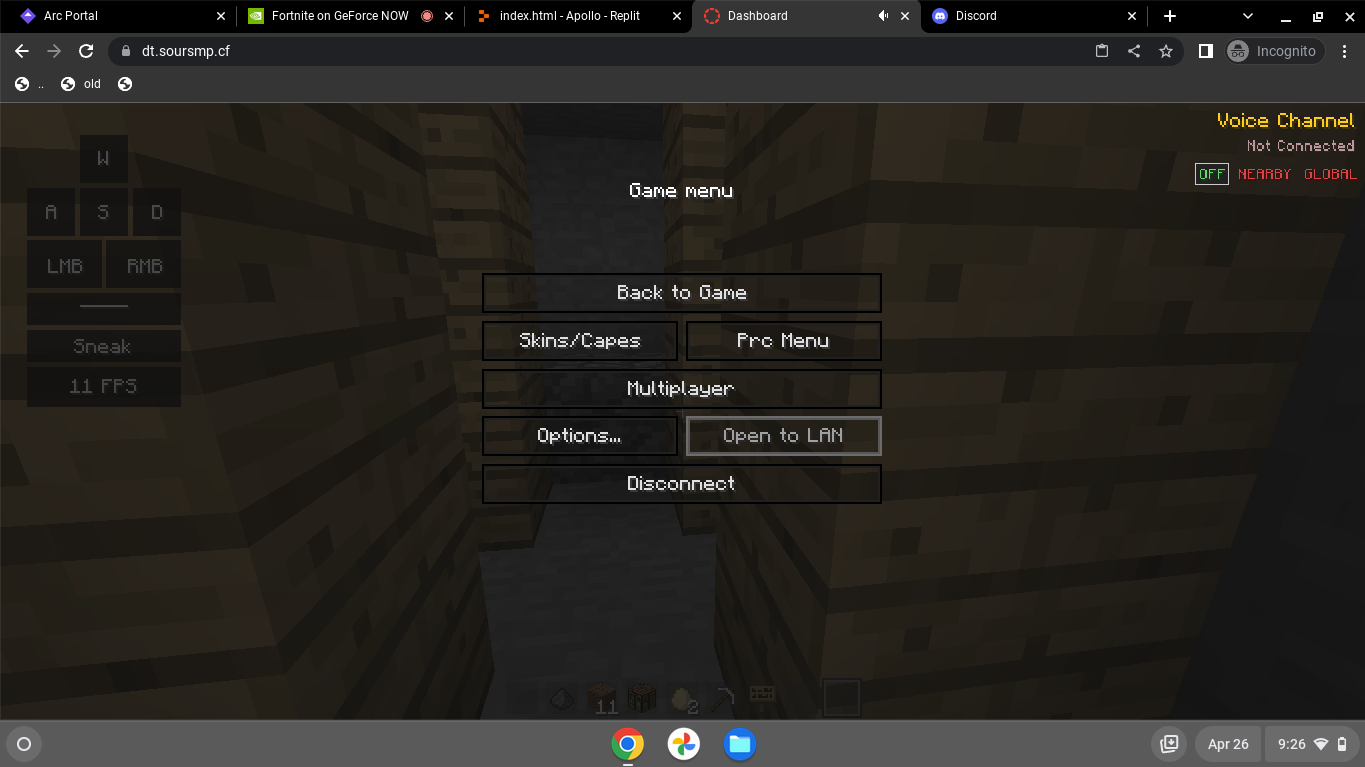 Arc Portal
Fortnite on GeForce NOW
index.html - Apollo - Replit
Dashboard
Discord
dt.soursmp.cf
Incognito
..
old
Voice Channel
Not Connected
OFF NEARBY GLOBAL
W
A S D
LMB RMB
Sneak
11 FPS
Game menu
Back to Game
Skins/Capes
Prc Menu
Multiplayer
Options...
Open to LAN
Disconnect
11
2
Apr 26
9:26